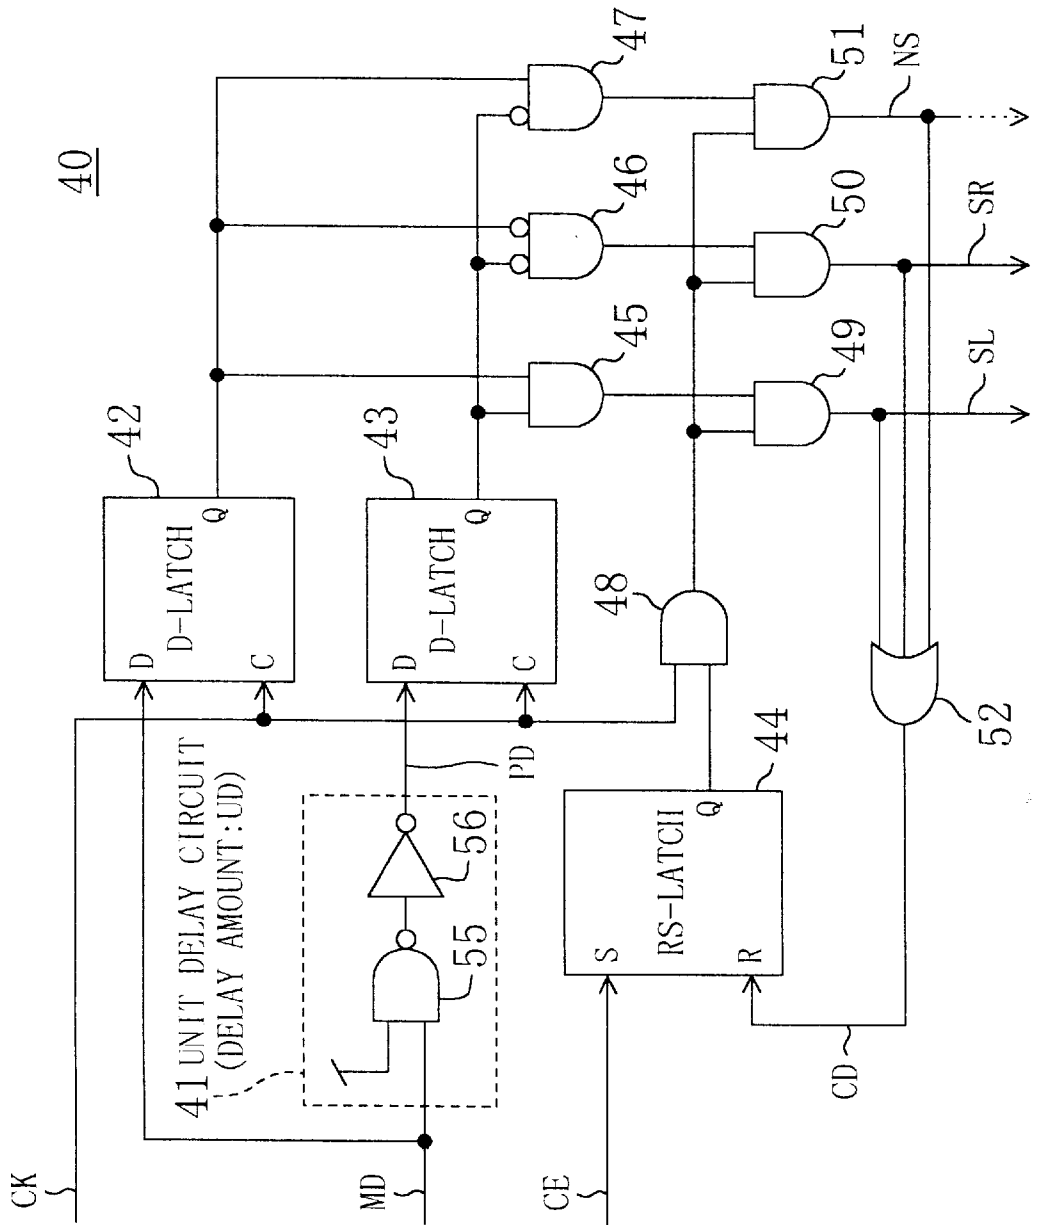 40
CK
MD
CE
41 UNIT DELAY CIRCUIT
(DELAY AMOUNT:UD)
55
56
PD
D
C
D-LATCH
Q
42
D
C
D-LATCH
Q
43
S
R
RS-LATCH
Q
44
CD
48
52
45
46
47
49
50
51
SL
SR
NS